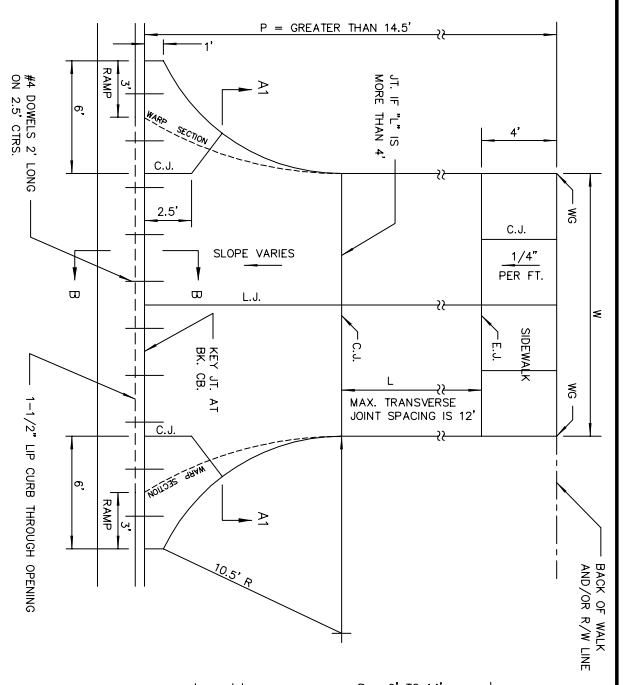 P = GREATER THAN 14.5'
1'
A1
3'
RAMP
6'
WARP SECTION
C.J.
2.5'
#4 DOWELS 2' LONG
ON 2.5' CTRS.
JT. IF "L" IS
MORE THAN 4'
4'
WG
C.J.
1/4"
PER FT.
SLOPE VARIES
B
B
L.J.
W
SIDEWALK
E.J.
C.J.
KEY JT. AT
BK. CB.
L
MAX. TRANSVERSE
JOINT SPACING IS 12'
WG
C.J.
WARP SECTION
6'
3'
RAMP
A1
10.5' R
1-1/2" LIP CURB THROUGH OPENING
BACK OF WALK
AND/OR R/W LINE